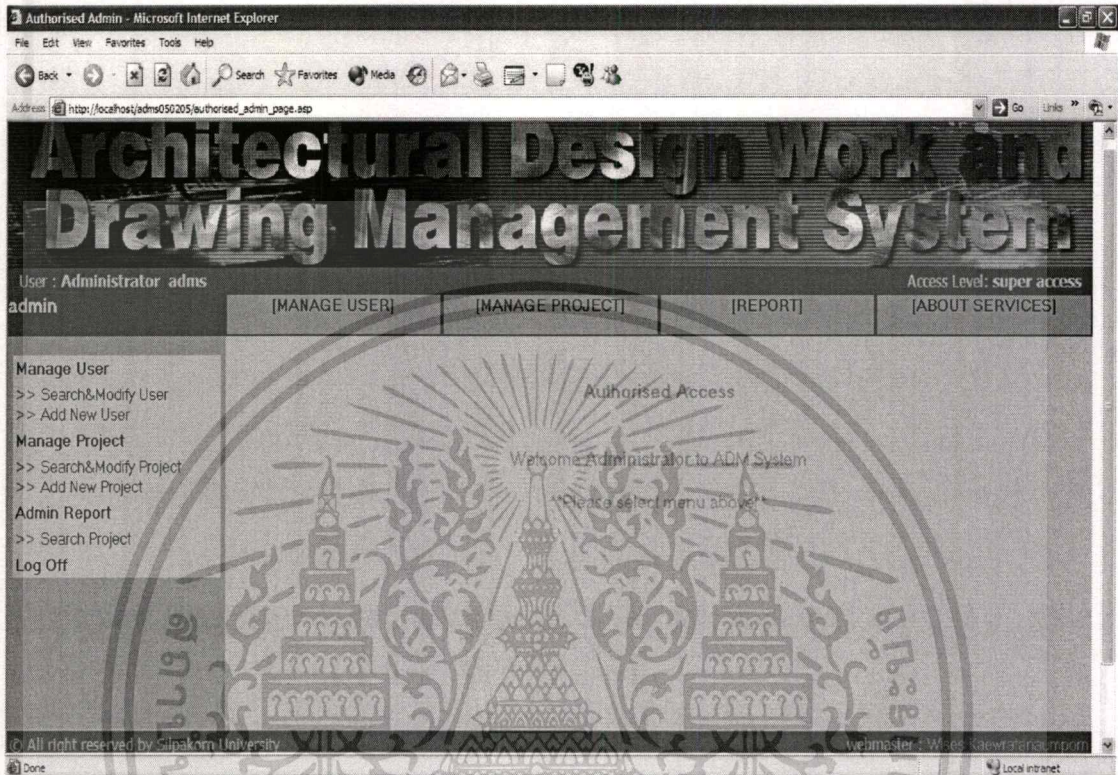 Authorised Admin - Microsoft Internet Explorer
File Edit View Favorites Tools Help
Back Search Favorites Media
Address http://localhost/adms050205/authorised_admin_page.asp Go Links »
Architectural Design Work and
Drawing Management System
User : Administrator adms Access Level: super access
admin [MANAGE USER] [MANAGE PROJECT] [REPORT] [ABOUT SERVICES]
Manage User
>> Search&Modify User
>> Add New User
Manage Project
>> Search&Modify Project
>> Add New Project
Admin Report
>> Search Project
Log Off
Authorised Access
Welcome Administrator to ADM System
**Please select menu above**
© All right reserved by Silpakorn University webmaster : Wises
Done Local intranet